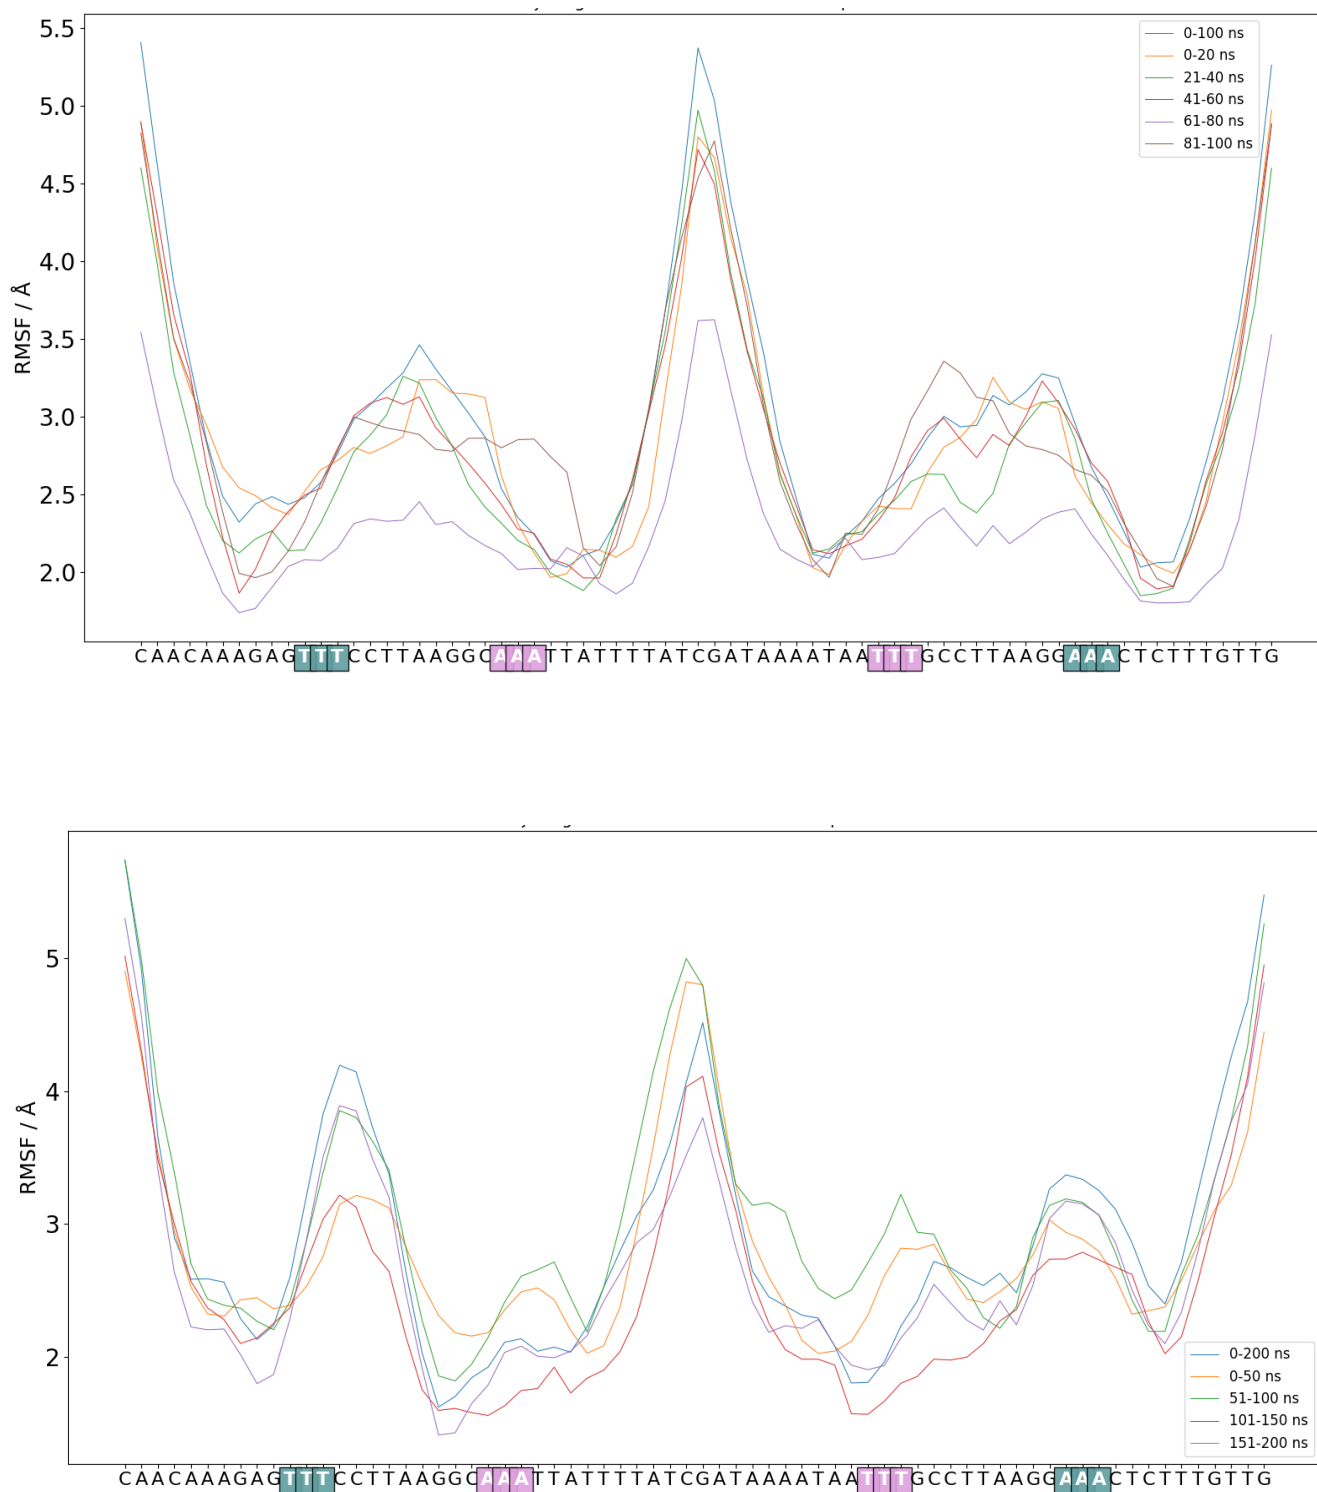 5.5
5.0
4.5
4.0
3.5
3.0
2.5
2.0
RMSF / Å
0-100 ns
0-20 ns
21-40 ns
41-60 ns
61-80 ns
81-100 ns
CAACAAAGAGTTTCCTTAAGGCAAATTATTTTATCGATAAAATAATTTGCCTTAAGGAAACTCTTTGTTG
5
4
3
2
RMSF / Å
0-200 ns
0-50 ns
51-100 ns
101-150 ns
151-200 ns
CAACAAAGAGTTTCCTTAAGGCAAATTATTTTATCGATAAAATAATTTGCCTTAAGGAAACTCTTTGTTG